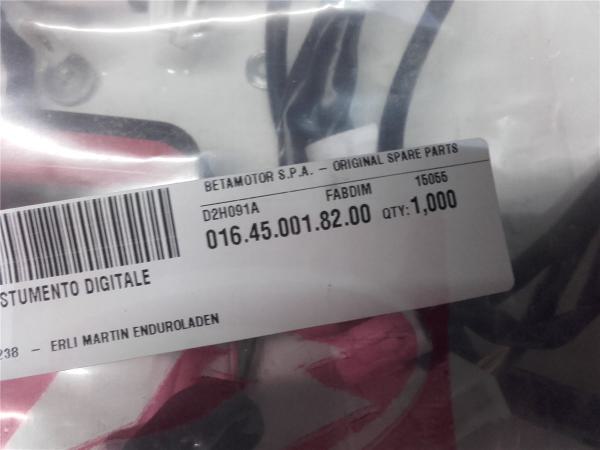 BETAMOTOR S.P.A. - ORIGINAL SPARE PARTS
D2H091A FABDIM 15055
016.45.001.82.00 QTY: 1,000
STUMENTO DIGITALE
238 - ERLI MARTIN ENDUROLADEN